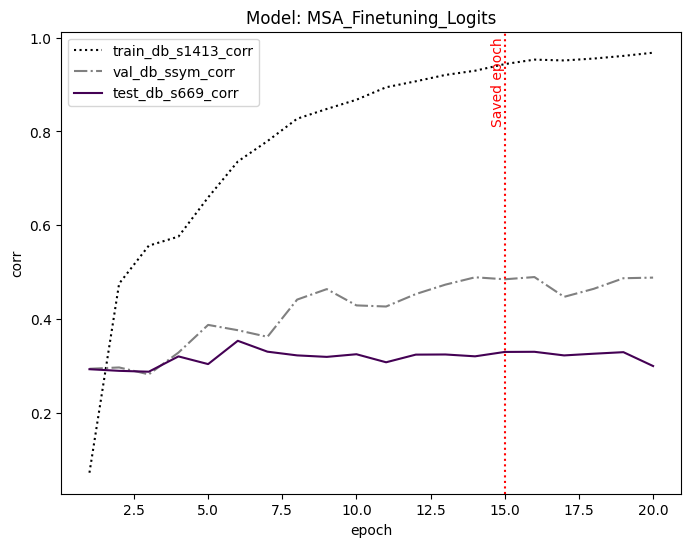 Model: MSA_Finetuning_Logits
train_db_s1413_corr
val_db_ssym_corr
test_db_s669_corr
Saved epoch
corr
1.0
0.8
0.6
0.4
0.2
2.5 5.0 7.5 10.0 12.5 15.0 17.5 20.0
epoch